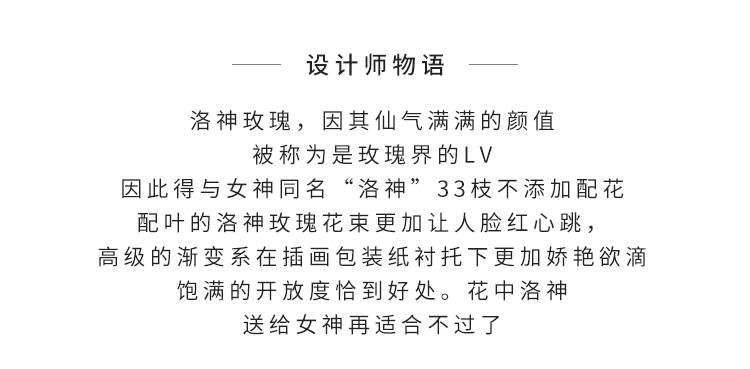 设计师物语
洛神玫瑰，因其仙气满满的颜值
被称为是玫瑰界的LV
因此得与女神同名“洛神”33枝不添加配花
配叶的洛神玫瑰花束更加让人脸红心跳，
高级的渐变系在插画包装纸衬托下更加娇艳欲滴
饱满的开放度恰到好处。花中洛神
送给女神再适合不过了